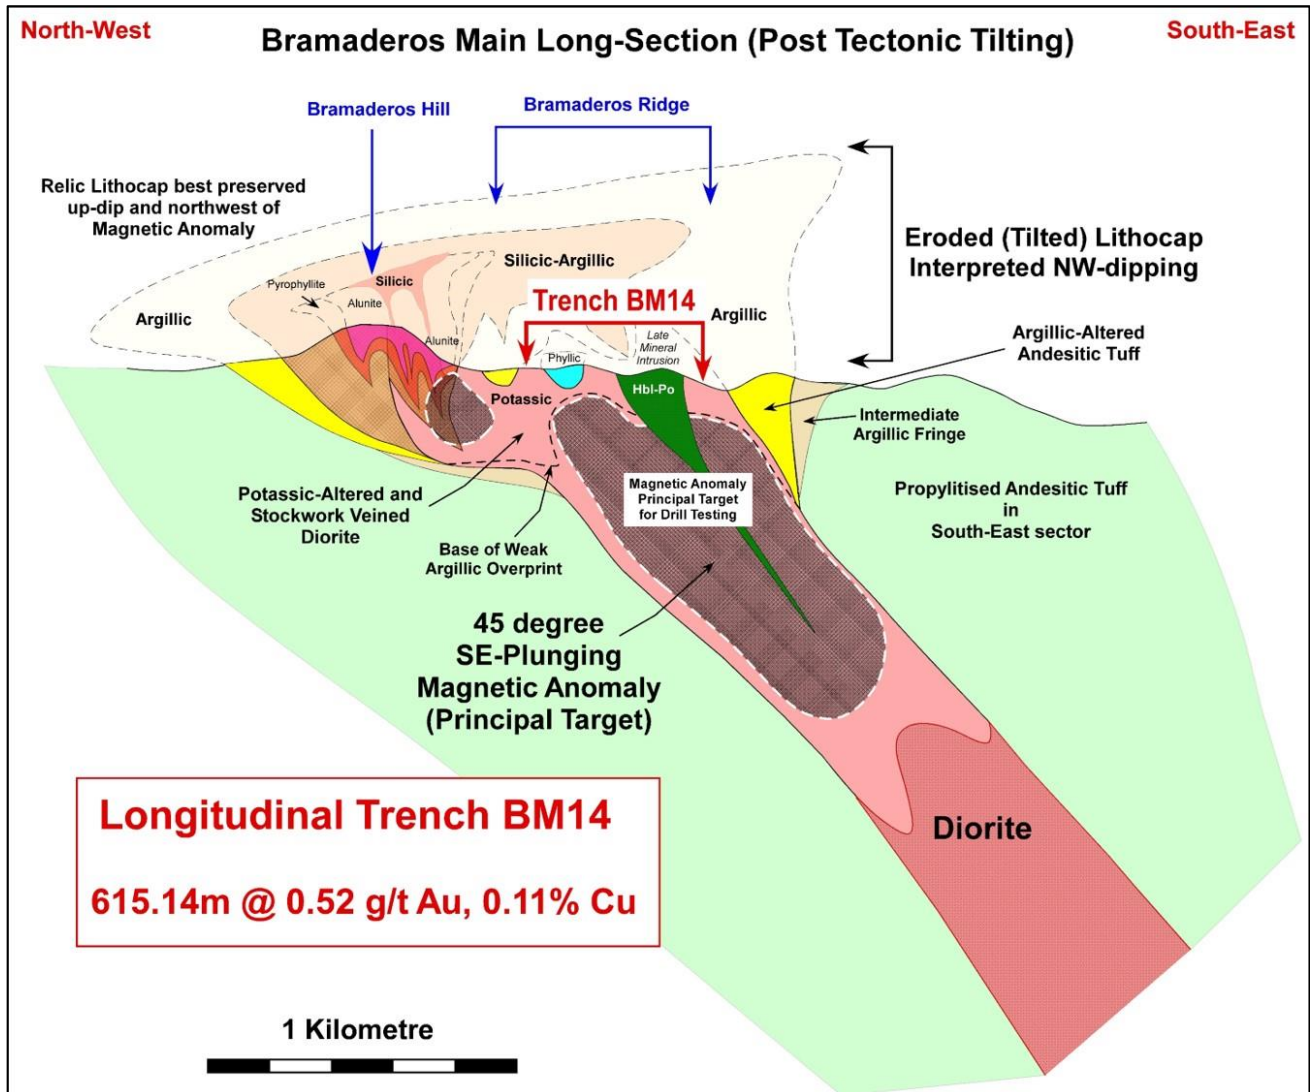 North-West
Bramaderos Main Long-Section (Post Tectonic Tilting)
South-East
Bramaderos Hill
Bramaderos Ridge
Relic Lithocap best preserved
up-dip and northwest of
Magnetic Anomaly
Eroded (Tilted) Lithocap
Interpreted NW-dipping
Silicic-Argillic
Silicic
Pyrophyllite
Alunite
Argillic
Trench BM14
Argillic
Alunite
Late
Mineral
Intrusion
Phyllic
Hbl-Po
Potassic
Argillic-Altered
Andesitic Tuff
Intermediate
Argillic Fringe
Magnetic Anomaly
Principal Target
for Drill Testing
Propylitised Andesitic Tuff
in
South-East sector
Potassic-Altered and
Stockwork Veined
Diorite
Base of Weak
Argillic Overprint
45 degree
SE-Plunging
Magnetic Anomaly
(Principal Target)
Longitudinal Trench BM14
615.14m @ 0.52 g/t Au, 0.11% Cu
Diorite
1 Kilometre